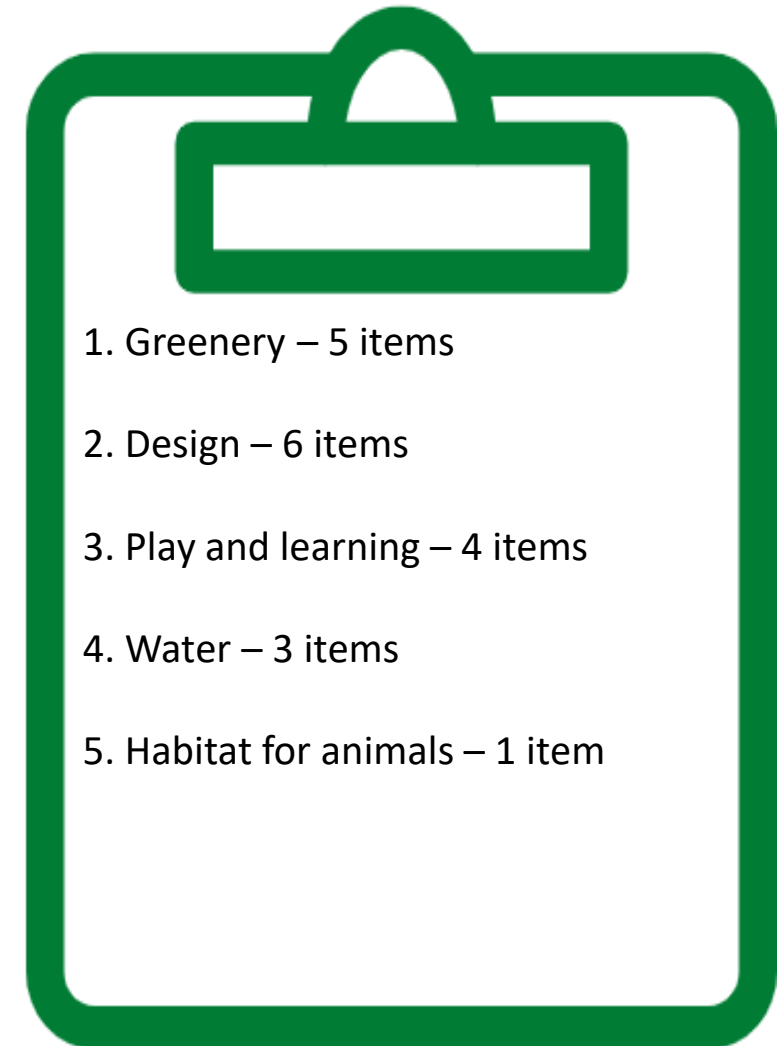 1. Greenery – 5 items
2. Design – 6 items
3. Play and learning – 4 items
4. Water – 3 items
5. Habitat for animals – 1 item